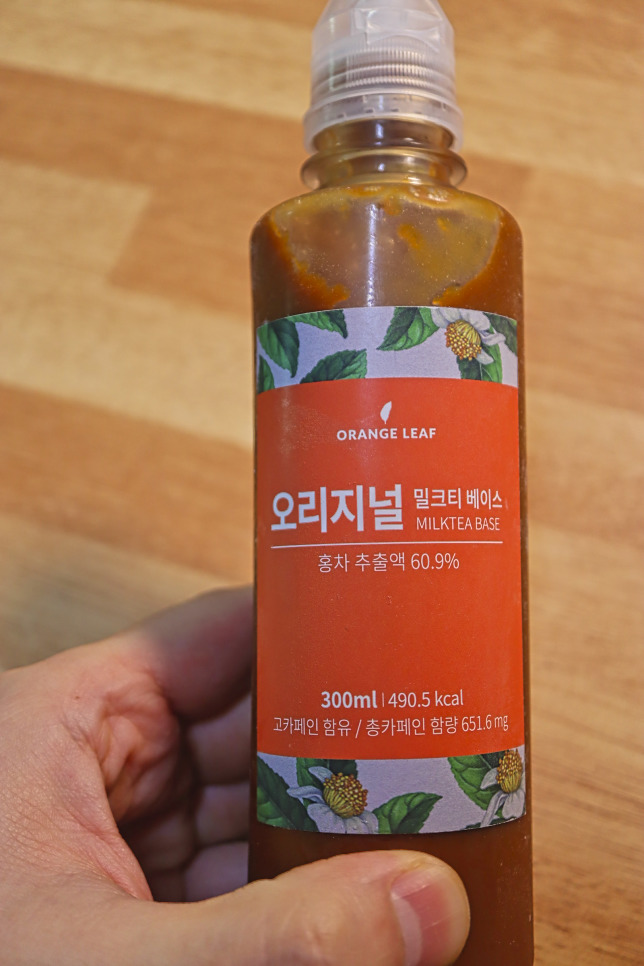 ORANGE LEAF
오리지널 밀크티 베이스
MILKTEA BASE
홍차 추출액 60.9%
300ml | 490.5 kcal
고카페인 함유 / 총카페인 함량 651.6 mg